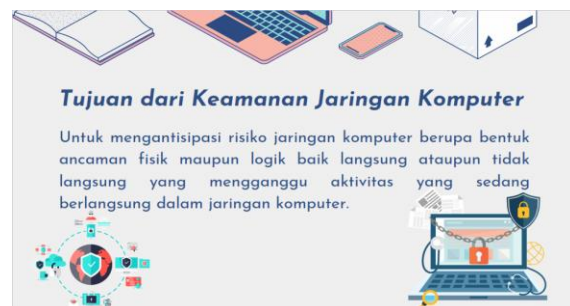 Tujuan dari Keamanan Jaringan Komputer
Untuk mengantisipasi risiko jaringan komputer berupa bentuk
ancaman fisik maupun logik baik langsung ataupun tidak
langsung yang mengganggu aktivitas yang sedang
berlangsung dalam jaringan komputer.